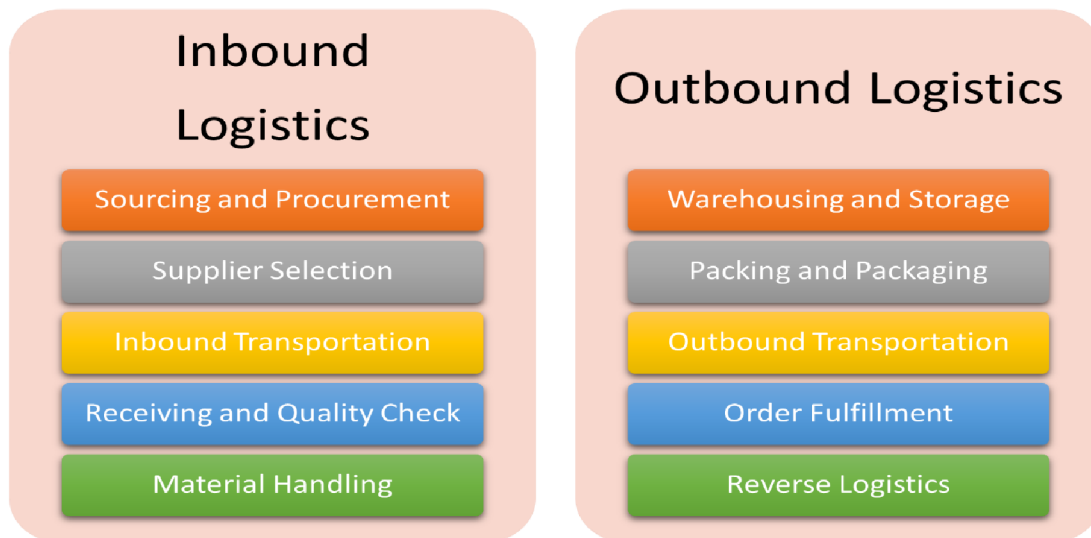 Inbound
Logistics
Sourcing and Procurement
Supplier Selection
Inbound Transportation
Receiving and Quality Check
Material Handling
Outbound Logistics
Warehousing and Storage
Packing and Packaging
Outbound Transportation
Order Fulfillment
Reverse Logistics